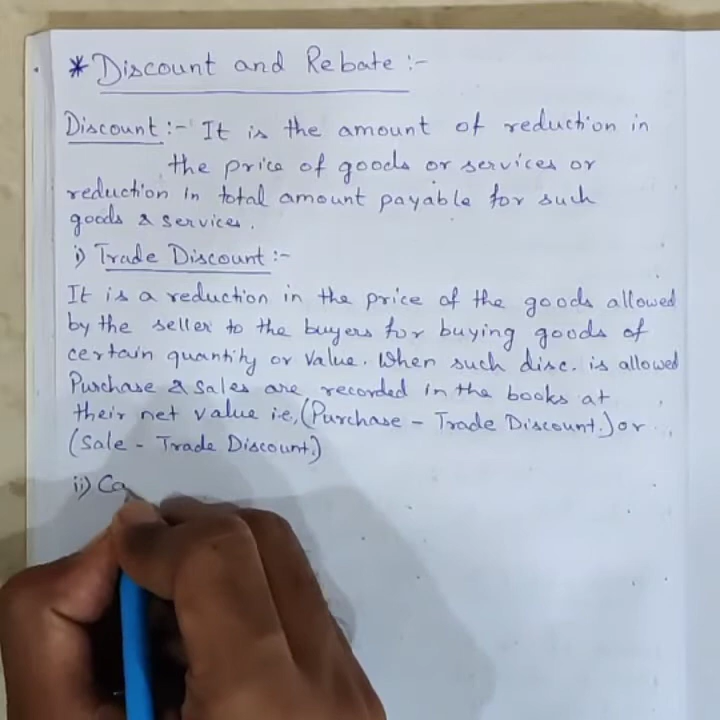 * Discount and Rebate :-
Discount :- It is the amount of reduction in
the price of goods or services or
reduction in total amount payable for such
goods & services.
i) Trade Discount :-
It is a reduction in the price of the goods allowed
by the seller to the buyers for buying goods of
certain quantity or value. When such disc. is allowed
Purchase & Sales are recorded in the books at
their net value i.e., (Purchase - Trade Discount.) or
(Sale - Trade Discount.)
ii) Ca